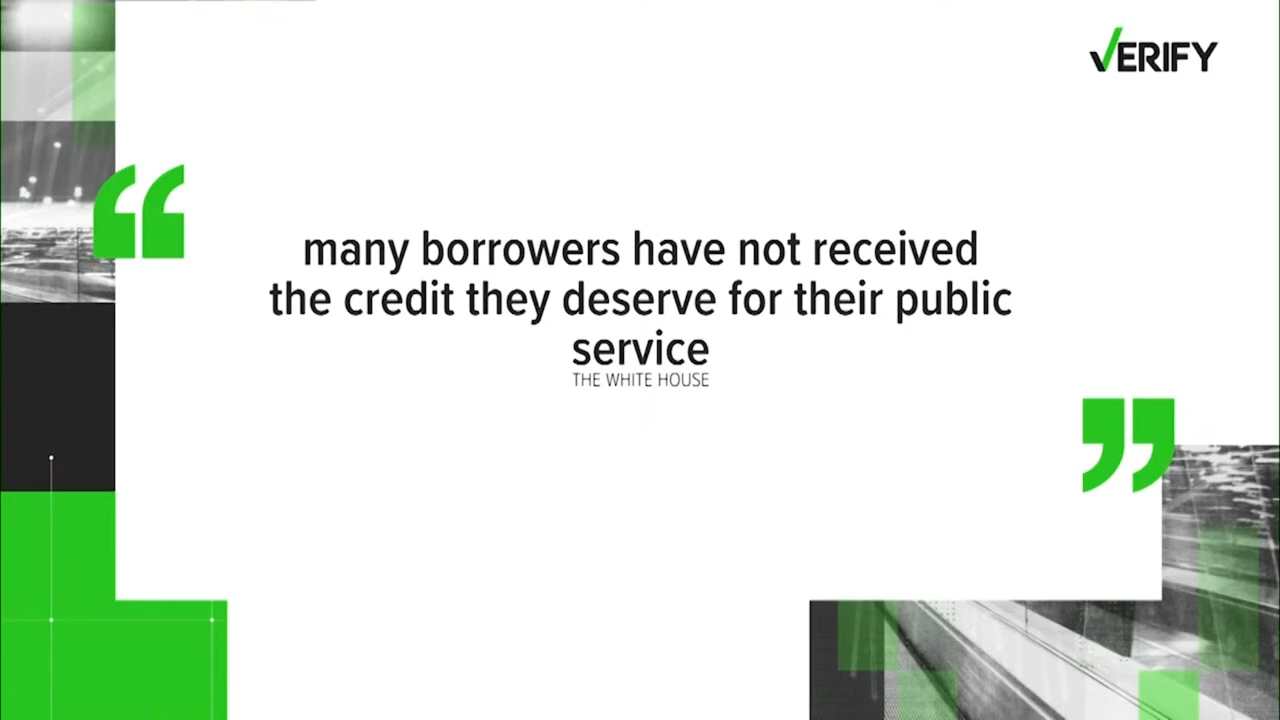 VERIFY
many borrowers have not received
the credit they deserve for their public
service
THE WHITE HOUSE